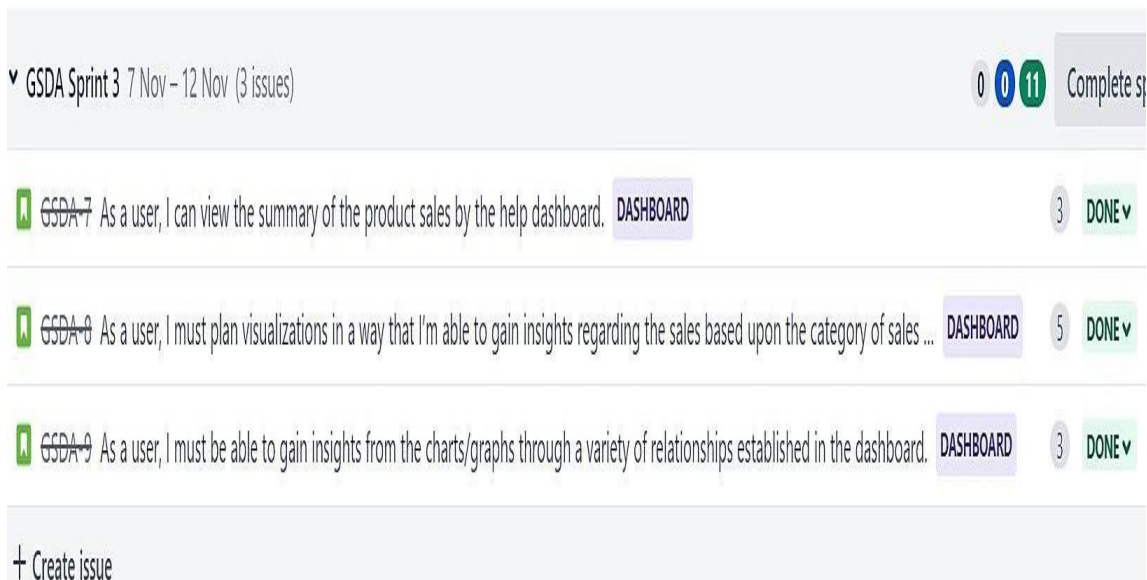 GSDA Sprint 3 7 Nov – 12 Nov (3 issues) 0 0 11 Complete sp
GSDA-7 As a user, I can view the summary of the product sales by the help dashboard. DASHBOARD 3 DONE
GSDA-8 As a user, I must plan visualizations in a way that I'm able to gain insights regarding the sales based upon the category of sales ... DASHBOARD 5 DONE
GSDA-9 As a user, I must be able to gain insights from the charts/graphs through a variety of relationships established in the dashboard. DASHBOARD 3 DONE
+ Create issue